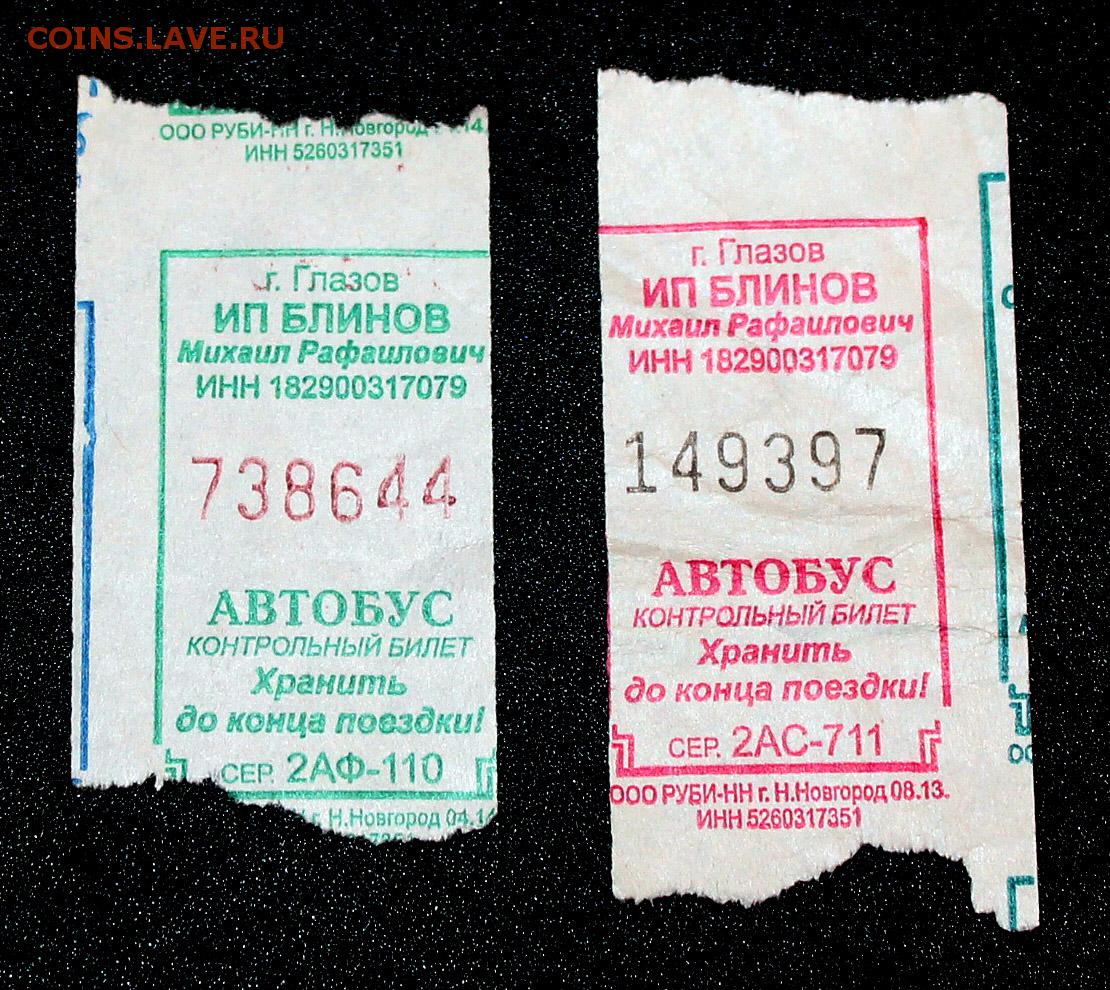 COINS.LAVE.RU
ООО РУБИ-НН г. Н.Новгород
ИНН 5260317351
г. Глазов
ИП БЛИНОВ
Михаил Рафаилович
ИНН 182900317079
738644
АВТОБУС
КОНТРОЛЬНЫЙ БИЛЕТ
Хранить
до конца поездки!
СЕР. 2АФ-110
г. Н.Новгород 04.14
г. Глазов
ИП БЛИНОВ
Михаил Рафаилович
ИНН 182900317079
149397
АВТОБУС
КОНТРОЛЬНЫЙ БИЛЕТ
Хранить
до конца поездки!
СЕР. 2АС-711
ООО РУБИ-НН г. Н.Новгород 08.13.
ИНН 5260317351